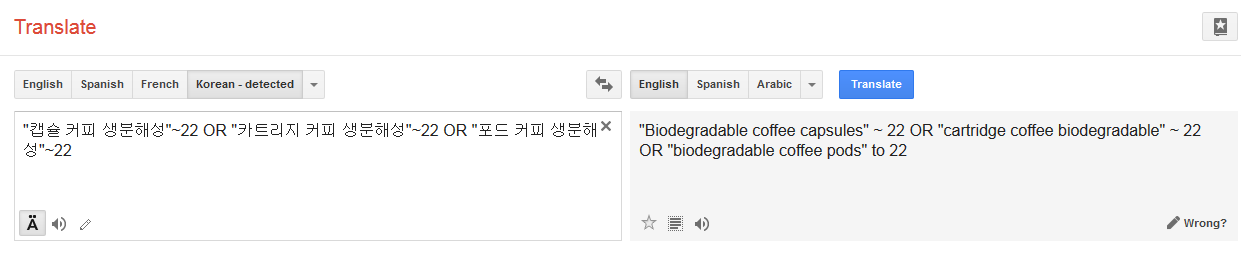 Translate
English Spanish French Korean - detected
English Spanish Arabic Translate
"캡슐 커피 생분해성"~22 OR "카트리지 커피 생분해성"~22 OR "포드 커피 생분해
성"~22
Ä
"Biodegradable coffee capsules" ~ 22 OR "cartridge coffee biodegradable" ~ 22
OR "biodegradable coffee pods" to 22
Wrong?